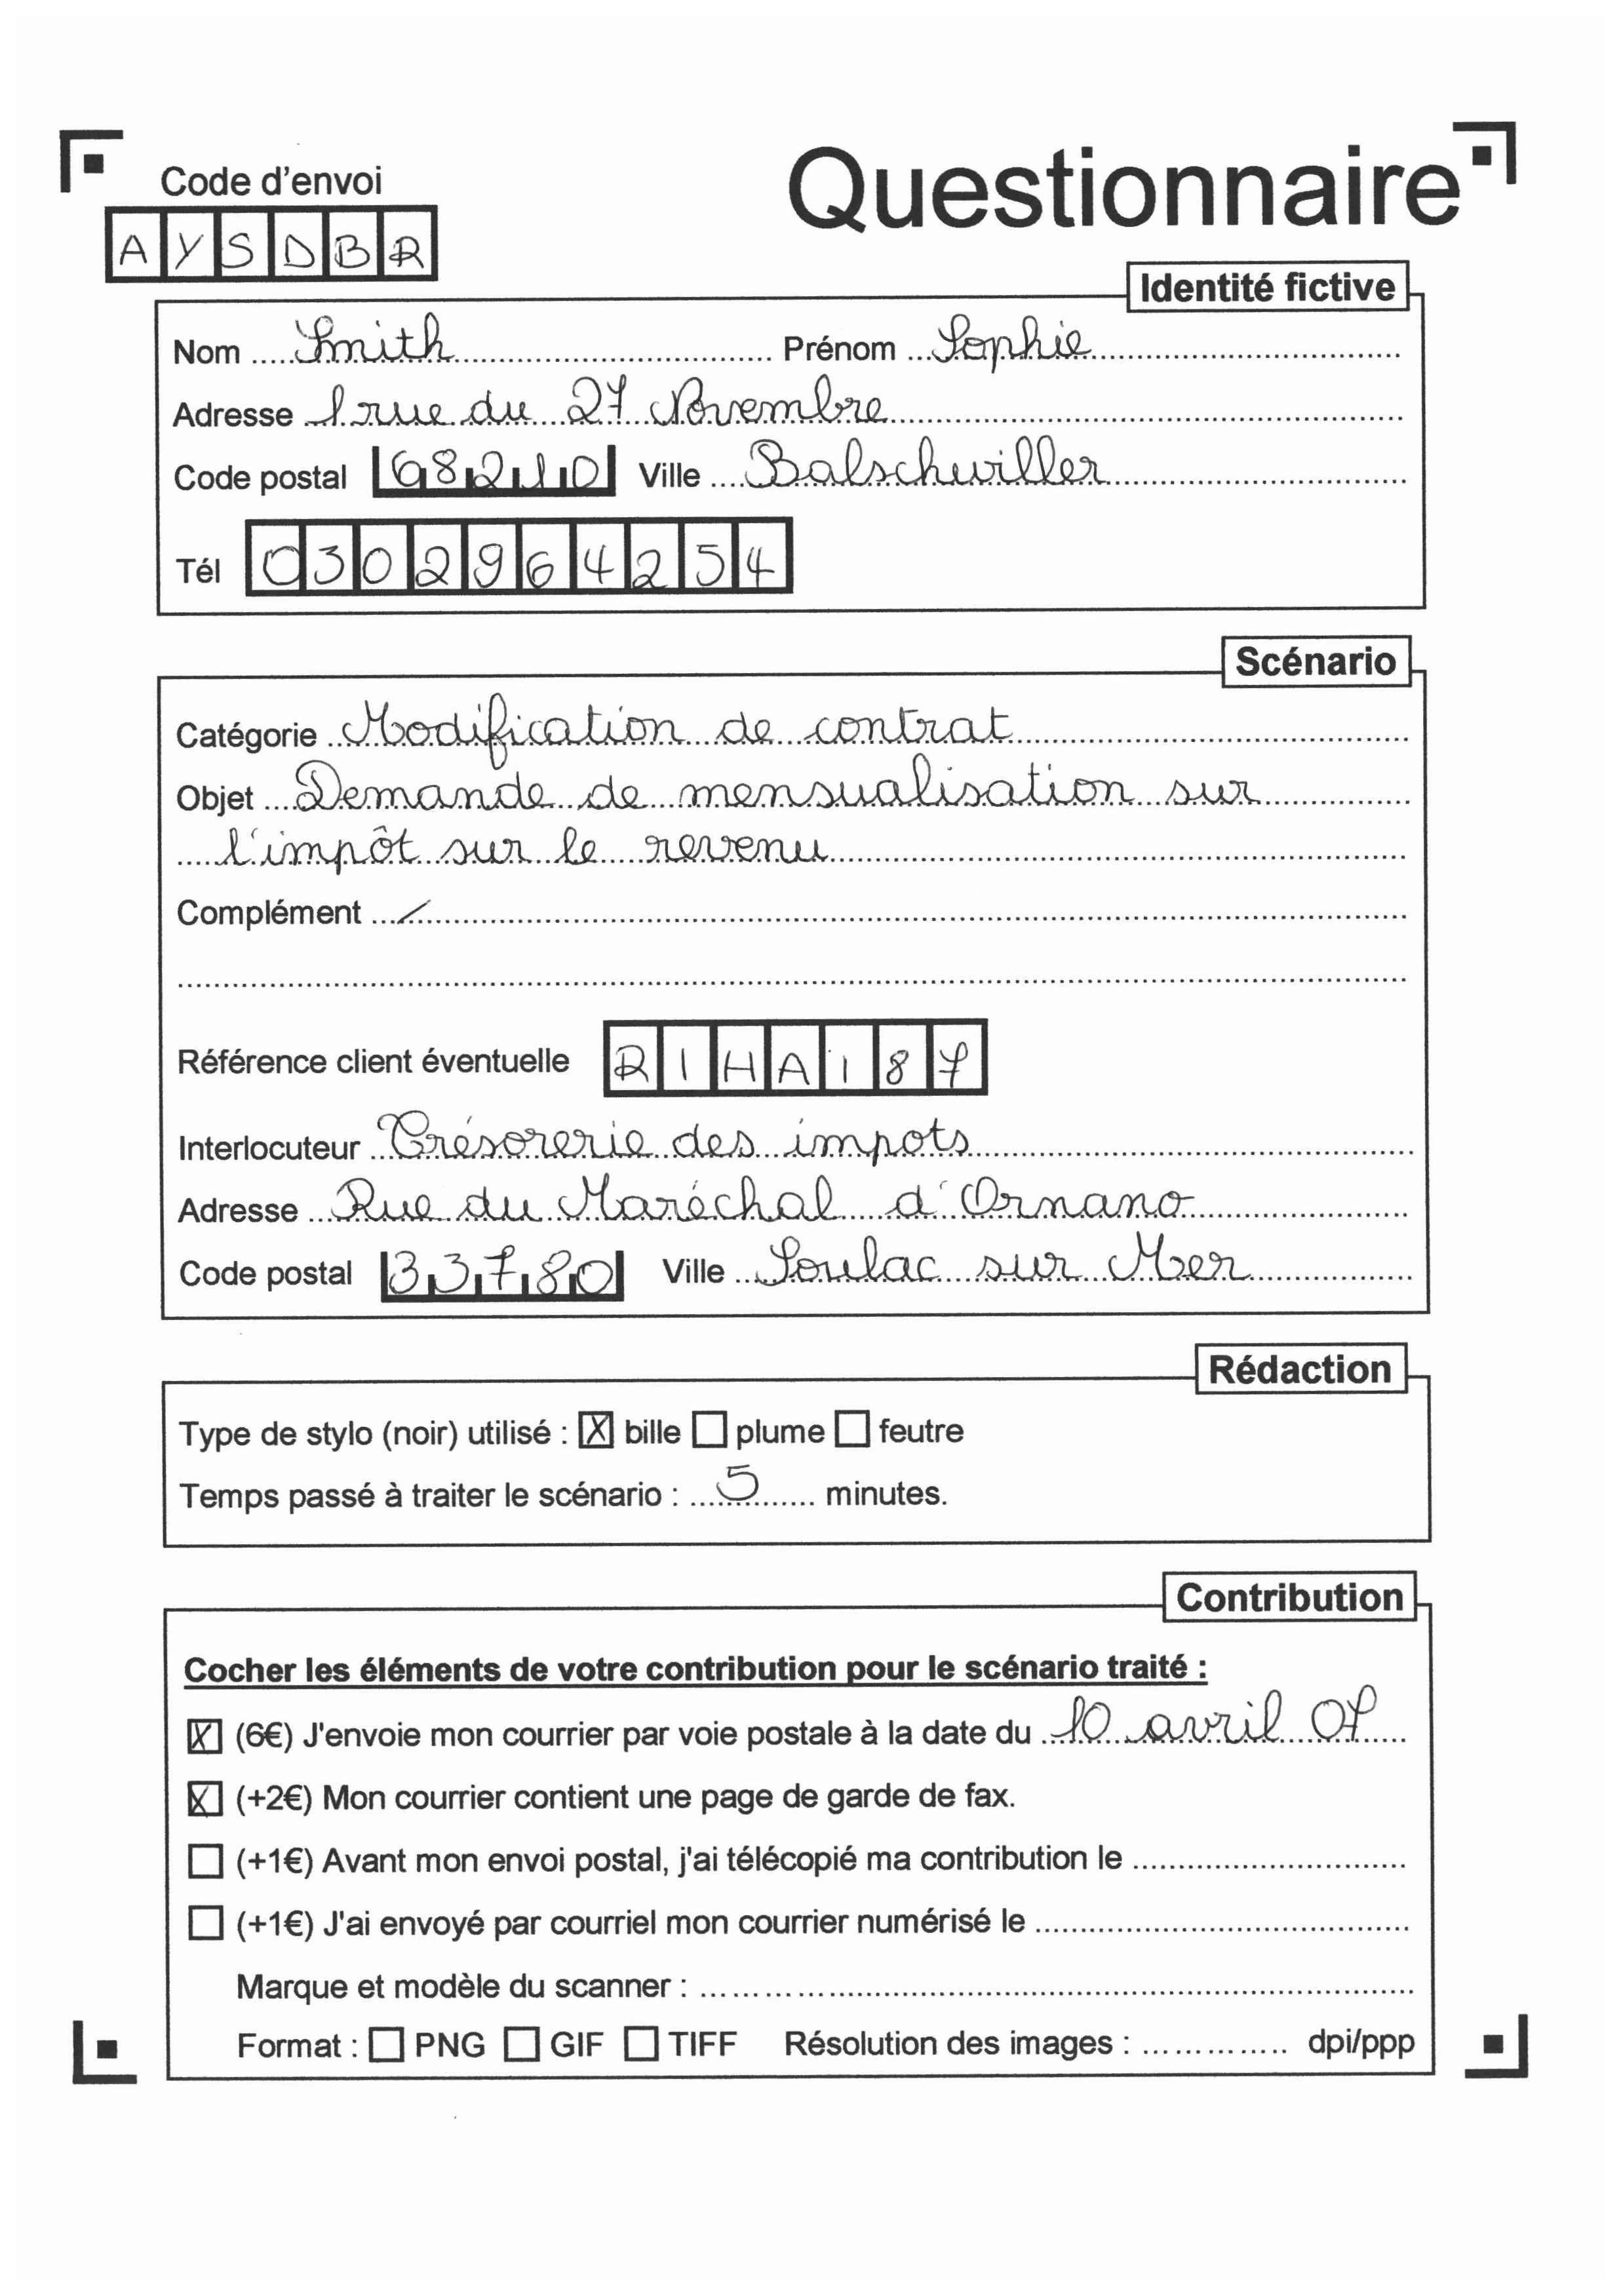 Code d'envoi
Questionnaire
AYSDBR
Identité fictive
Nom Smith Prénom Sophie
Adresse 1 rue du 27 Novembre
Code postal 68210 Ville Balschwiller
Tél 0302964254
Scénario
Catégorie Modification de contrat
Objet Demande de mensualisation sur
l'impôt sur le revenu
Complément /
Référence client éventuelle RIHA187
Interlocuteur Trésorerie des impots
Adresse Rue du Maréchal d'Ornano
Code postal 33780 Ville Soulac sur Mer
Rédaction
Type de stylo (noir) utilisé : ☒ bille ☐ plume ☐ feutre
Temps passé à traiter le scénario : 5 minutes.
Contribution
Cocher les éléments de votre contribution pour le scénario traité :
☒ (6€) J'envoie mon courrier par voie postale à la date du 10 avril 07
☒ (+2€) Mon courrier contient une page de garde de fax.
☐ (+1€) Avant mon envoi postal, j'ai télécopié ma contribution le
☐ (+1€) J'ai envoyé par courriel mon courrier numérisé le
Marque et modèle du scanner :
Format : ☐ PNG ☐ GIF ☐ TIFF Résolution des images : dpi/ppp